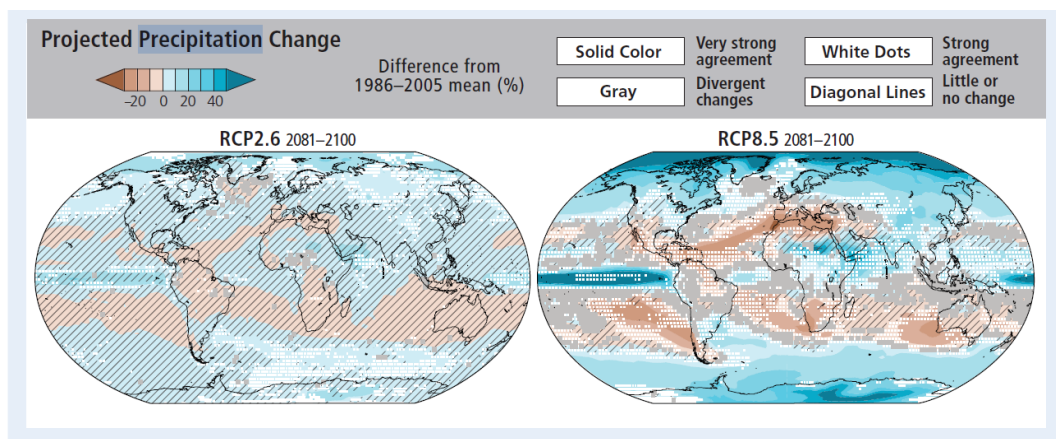 Projected Precipitation Change
-20 0 20 40
Difference from
1986–2005 mean (%)
Solid Color
Very strong
agreement
Gray
Divergent
changes
White Dots
Strong
agreement
Diagonal Lines
Little or
no change
RCP2.6 2081–2100
RCP8.5 2081–2100